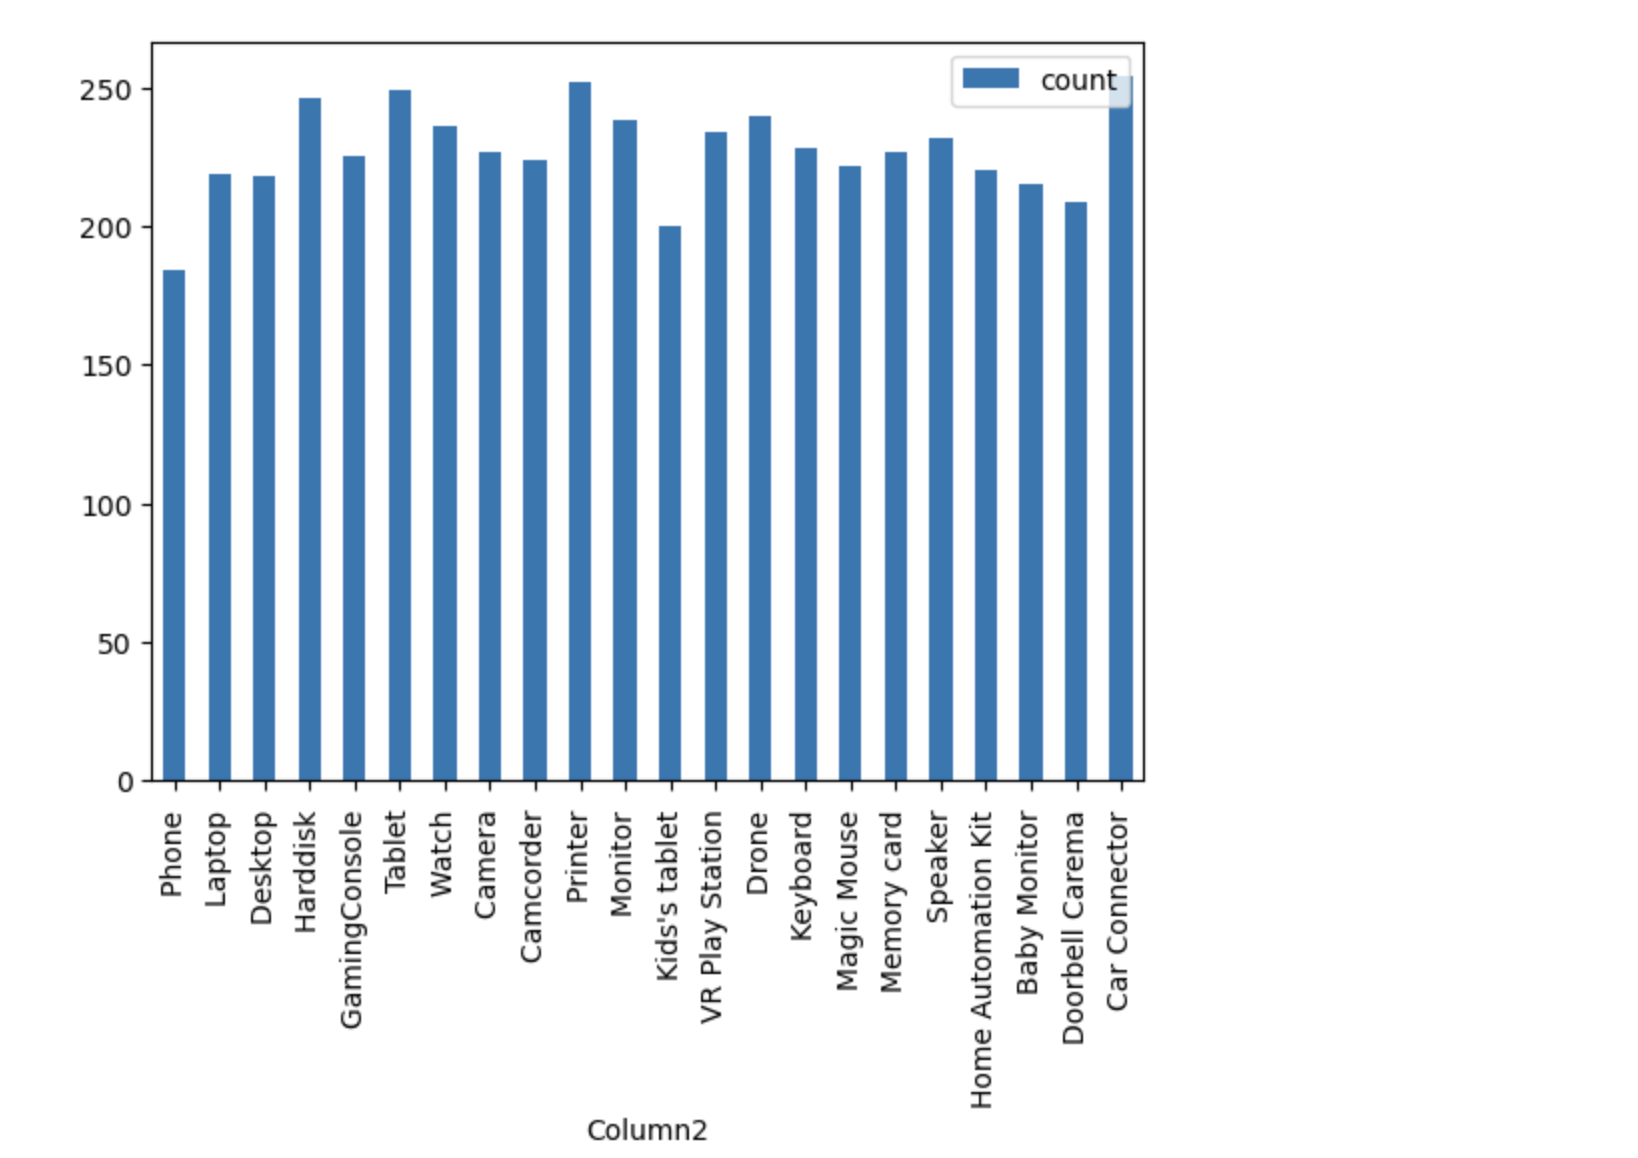 count
250
200
150
100
50
0
Phone
Laptop
Desktop
Harddisk
GamingConsole
Tablet
Watch
Camera
Camcorder
Printer
Monitor
Kids's tablet
VR Play Station
Drone
Keyboard
Magic Mouse
Memory card
Speaker
Home Automation Kit
Baby Monitor
Doorbell Carema
Car Connector
Column2